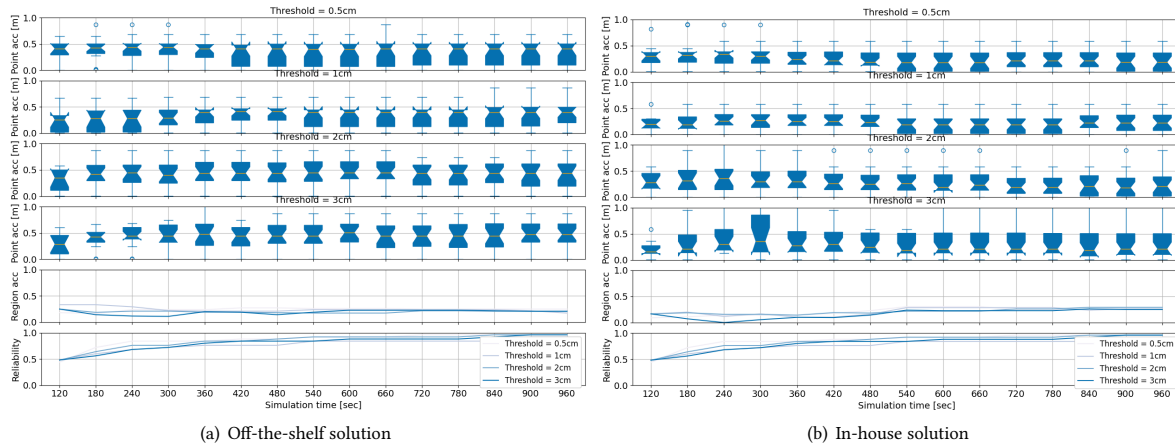 Threshold = 0.5cm
Point acc [m]
1.0
0.5
0.0
Threshold = 1cm
Point acc [m]
1.0
0.5
0.0
Threshold = 2cm
Point acc [m]
1.0
0.5
0.0
Threshold = 3cm
Point acc [m]
1.0
0.5
0.0
Region acc
1.0
0.5
0.0
Reliability
1.0
0.5
0.0
Threshold = 0.5cm
Threshold = 1cm
Threshold = 2cm
Threshold = 3cm
120 180 240 300 360 420 480 540 600 660 720 780 840 900 960
Simulation time [sec]
(a) Off-the-shelf solution
Threshold = 0.5cm
Point acc [m]
1.0
0.5
0.0
Threshold = 1cm
Point acc [m]
1.0
0.5
0.0
Threshold = 2cm
Point acc [m]
1.0
0.5
0.0
Threshold = 3cm
Point acc [m]
1.0
0.5
0.0
Region acc
1.0
0.5
0.0
Reliability
1.0
0.5
0.0
Threshold = 0.5cm
Threshold = 1cm
Threshold = 2cm
Threshold = 3cm
120 180 240 300 360 420 480 540 600 660 720 780 840 900 960
Simulation time [sec]
(b) In-house solution